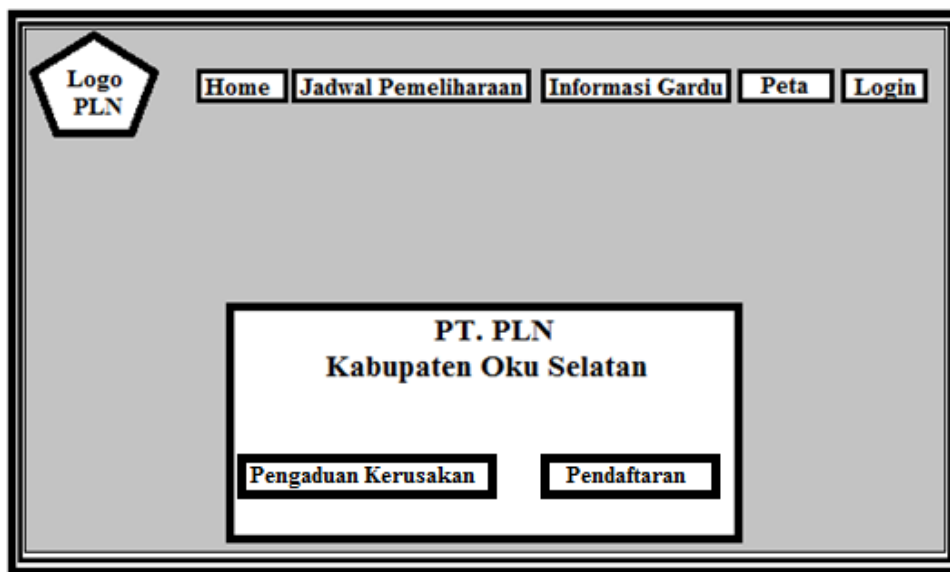 Logo
PLN
Home
Jadwal Pemeliharaan
Informasi Gardu
Peta
Login
PT. PLN
Kabupaten Oku Selatan
Pengaduan Kerusakan
Pendaftaran